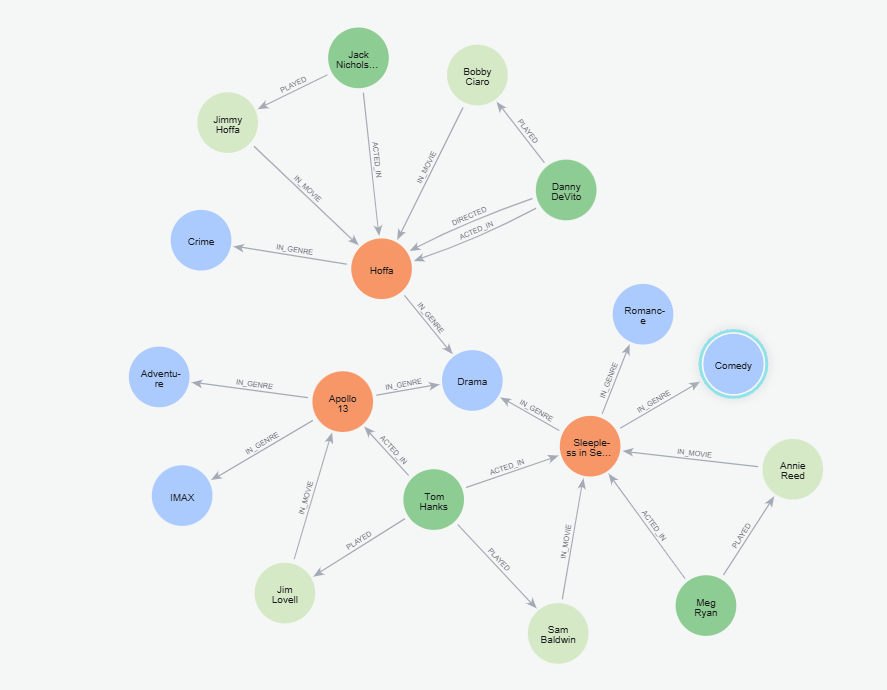 Jack
Nichols...
Bobby
Ciaro
PLAYED
Jimmy
Hoffa
PLAYED
ACTED_IN
IN_MOVIE
IN_MOVIE
Danny
DeVito
DIRECTED
ACTED_IN
Crime
IN_GENRE
Hoffa
IN_GENRE
Romanc-
e
Comedy
Adventu-
re
IN_GENRE
Apollo
13
IN_GENRE
Drama
IN_GENRE
IN_GENRE
IN_GENRE
IN_GENRE
ACTED_IN
Sleeple-
ss in Se...
IN_MOVIE
Annie
Reed
ACTED_IN
IMAX
IN_MOVIE
Tom
Hanks
ACTED_IN
PLAYED
PLAYED
PLAYED
IN_MOVIE
Jim
Lovell
Meg
Ryan
Sam
Baldwin